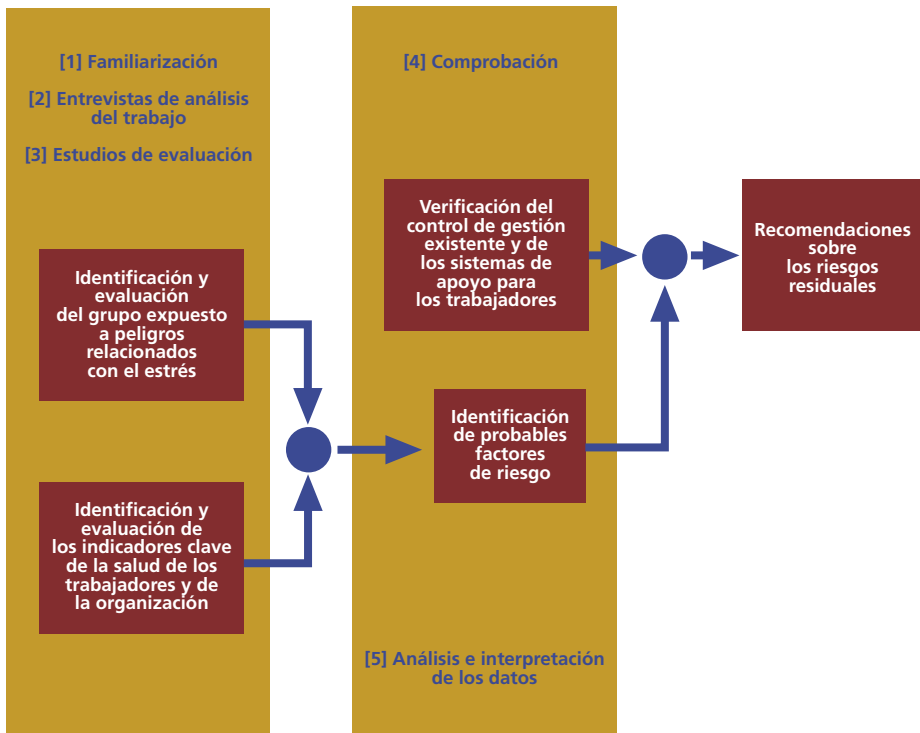 [1] Familiarización
[2] Entrevistas de análisis
del trabajo
[3] Estudios de evaluación
Identificación y
evaluación
del grupo expuesto
a peligros
relacionados
con el estrés
Identificación y
evaluación de
los indicadores clave
de la salud de los
trabajadores y de
la organización
[4] Comprobación
Verificación del
control de gestión
existente y de
los sistemas de
apoyo para
los trabajadores
Identificación
de probables
factores
de riesgo
[5] Análisis e interpretación
de los datos
Recomendaciones
sobre
los riesgos
residuales